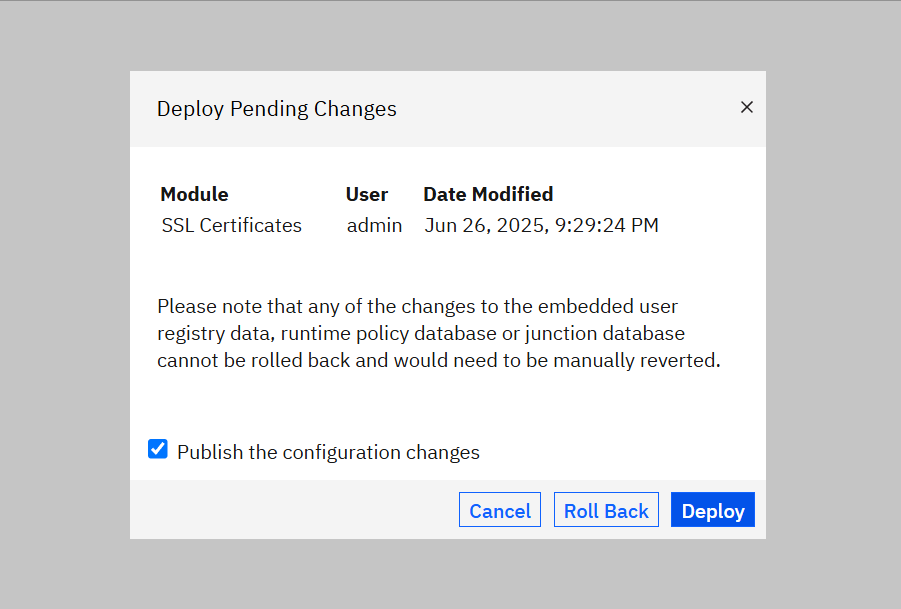 Deploy Pending Changes
Module User Date Modified
SSL Certificates admin Jun 26, 2025, 9:29:24 PM
Please note that any of the changes to the embedded user
registry data, runtime policy database or junction database
cannot be rolled back and would need to be manually reverted.
Publish the configuration changes
Cancel Roll Back Deploy